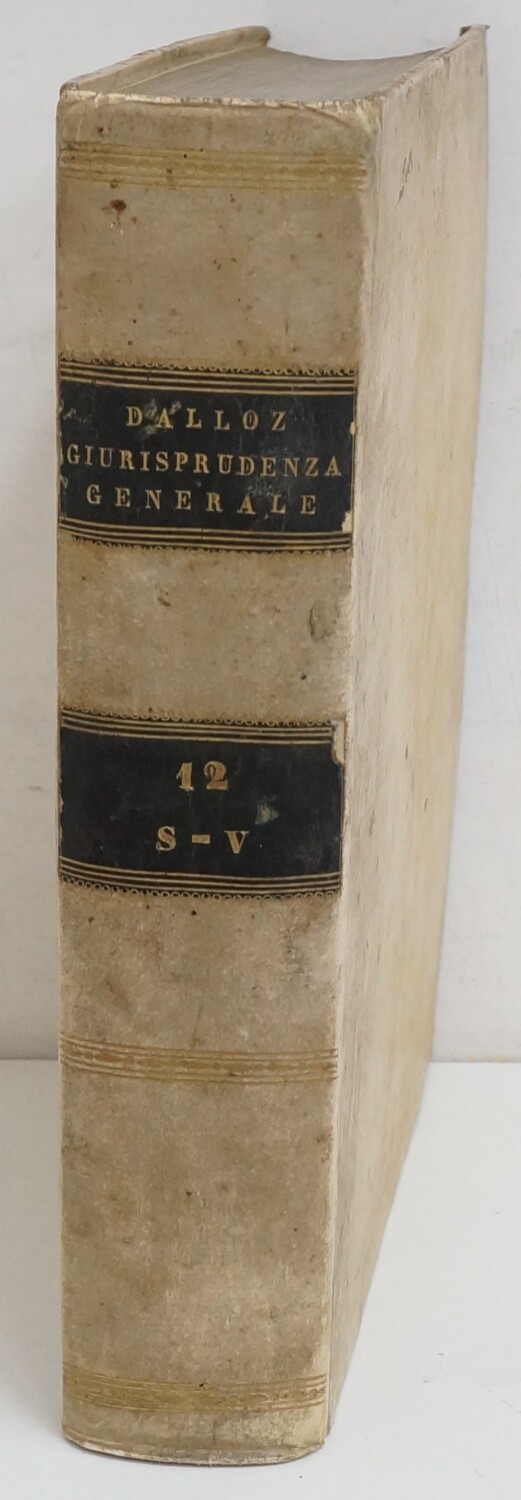 DALLOZ
GIURISPRUDENZA
GENERALE
12
S-V